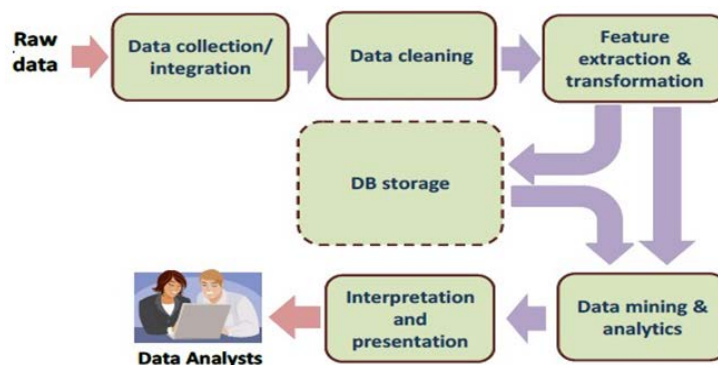 Raw
data
Data collection/
integration
Data cleaning
Feature
extraction &
transformation
DB storage
Data mining &
analytics
Interpretation
and
presentation
Data Analysts